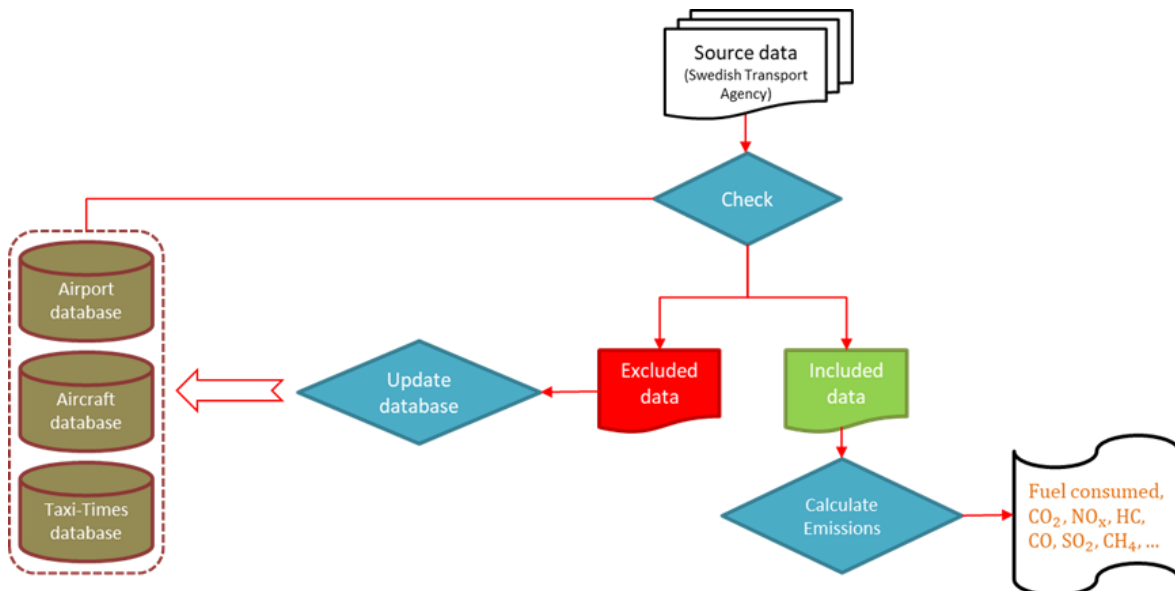 Source data
(Swedish Transport
Agency)
Check
Airport
database
Aircraft
database
Taxi-Times
database
Update
database
Excluded
data
Included
data
Calculate
Emissions
Fuel consumed,
CO₂, NOₓ, HC,
CO, SO₂, CH₄, ...